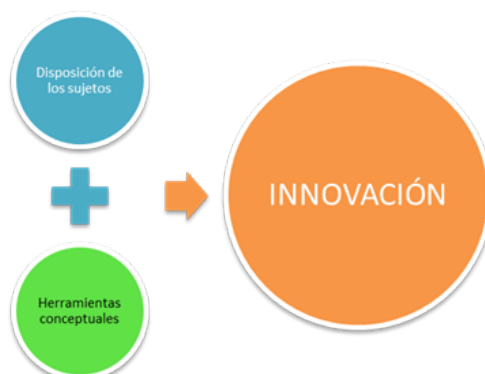 Disposición de
los sujetos
Herramientas
conceptuales
INNOVACIÓN